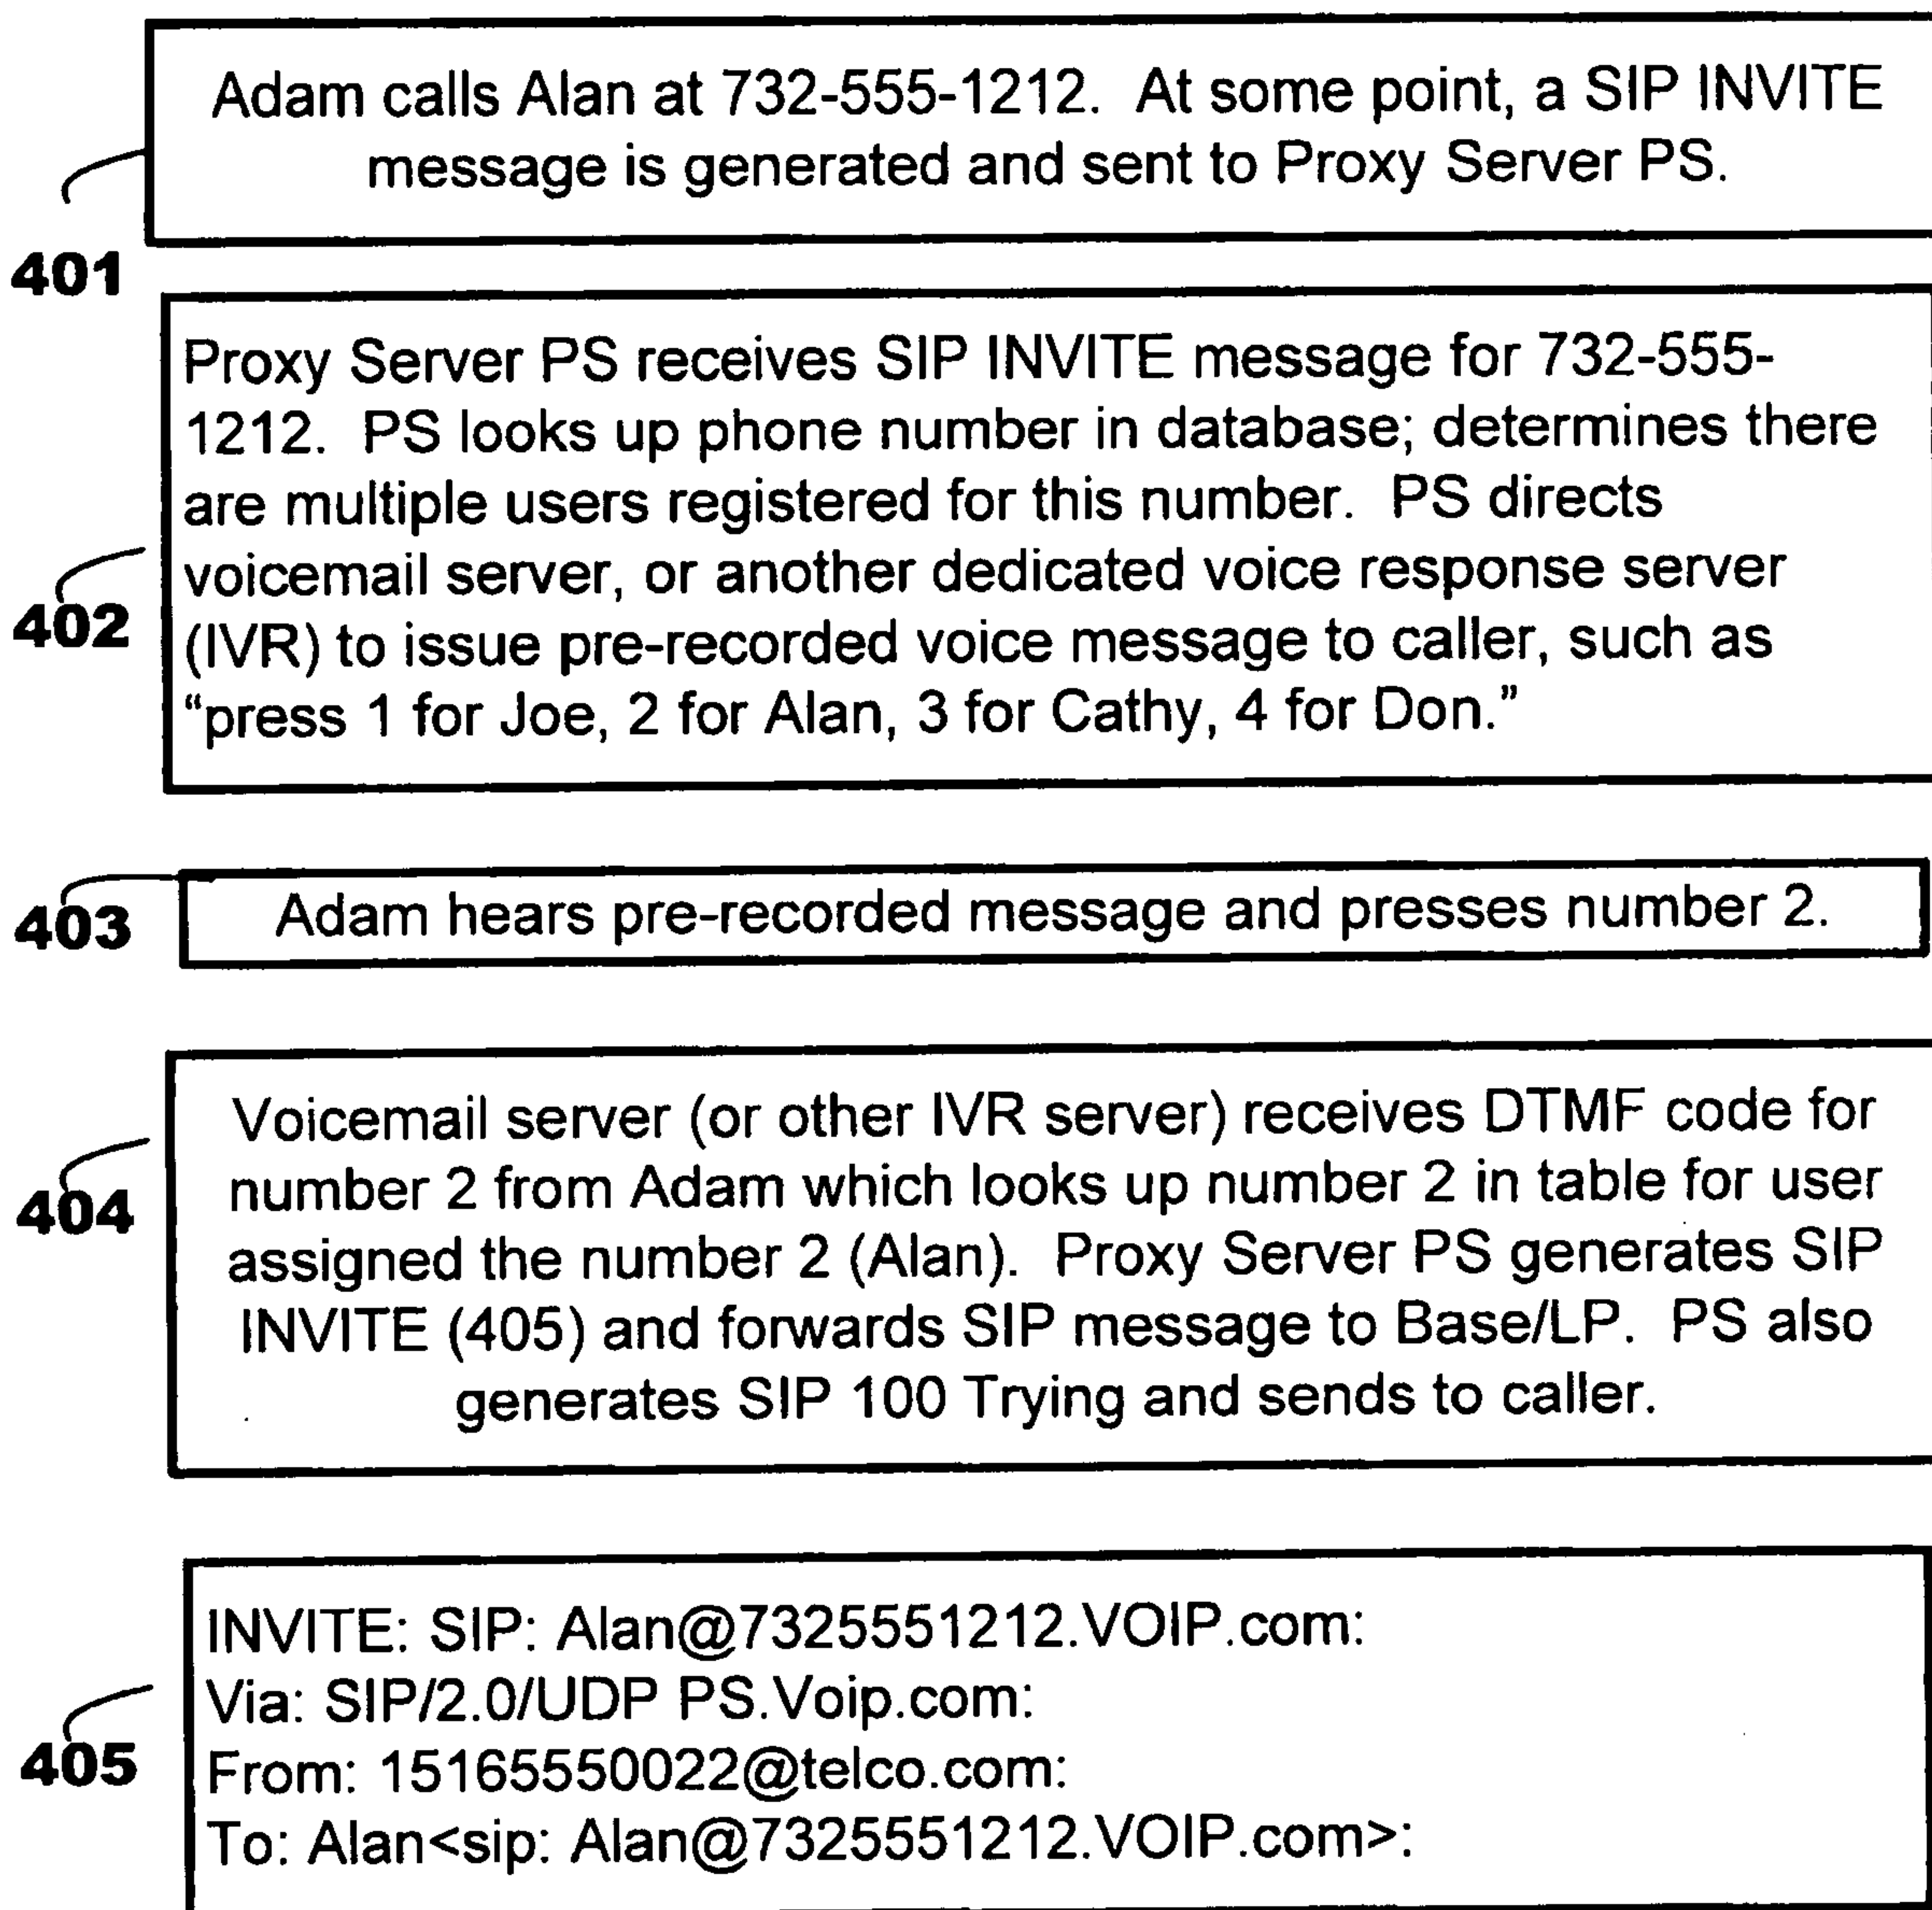 Adam calls Alan at 732-555-1212. At some point, a SIP INVITE
message is generated and sent to Proxy Server PS.
401
Proxy Server PS receives SIP INVITE message for 732-555-
1212. PS looks up phone number in database; determines there
are multiple users registered for this number. PS directs
voicemail server, or another dedicated voice response server
(IVR) to issue pre-recorded voice message to caller, such as
“press 1 for Joe, 2 for Alan, 3 for Cathy, 4 for Don.”
402
403
Adam hears pre-recorded message and presses number 2.
Voicemail server (or other IVR server) receives DTMF code for
number 2 from Adam which looks up number 2 in table for user
assigned the number 2 (Alan). Proxy Server PS generates SIP
INVITE (405) and forwards SIP message to Base/LP. PS also
generates SIP 100 Trying and sends to caller.
404
INVITE: SIP: Alan@7325551212.VOIP.com:
Via: SIP/2.0/UDP PS.Voip.com:
From: 15165550022@telco.com:
To: Alan<sip: Alan@7325551212.VOIP.com>:
405